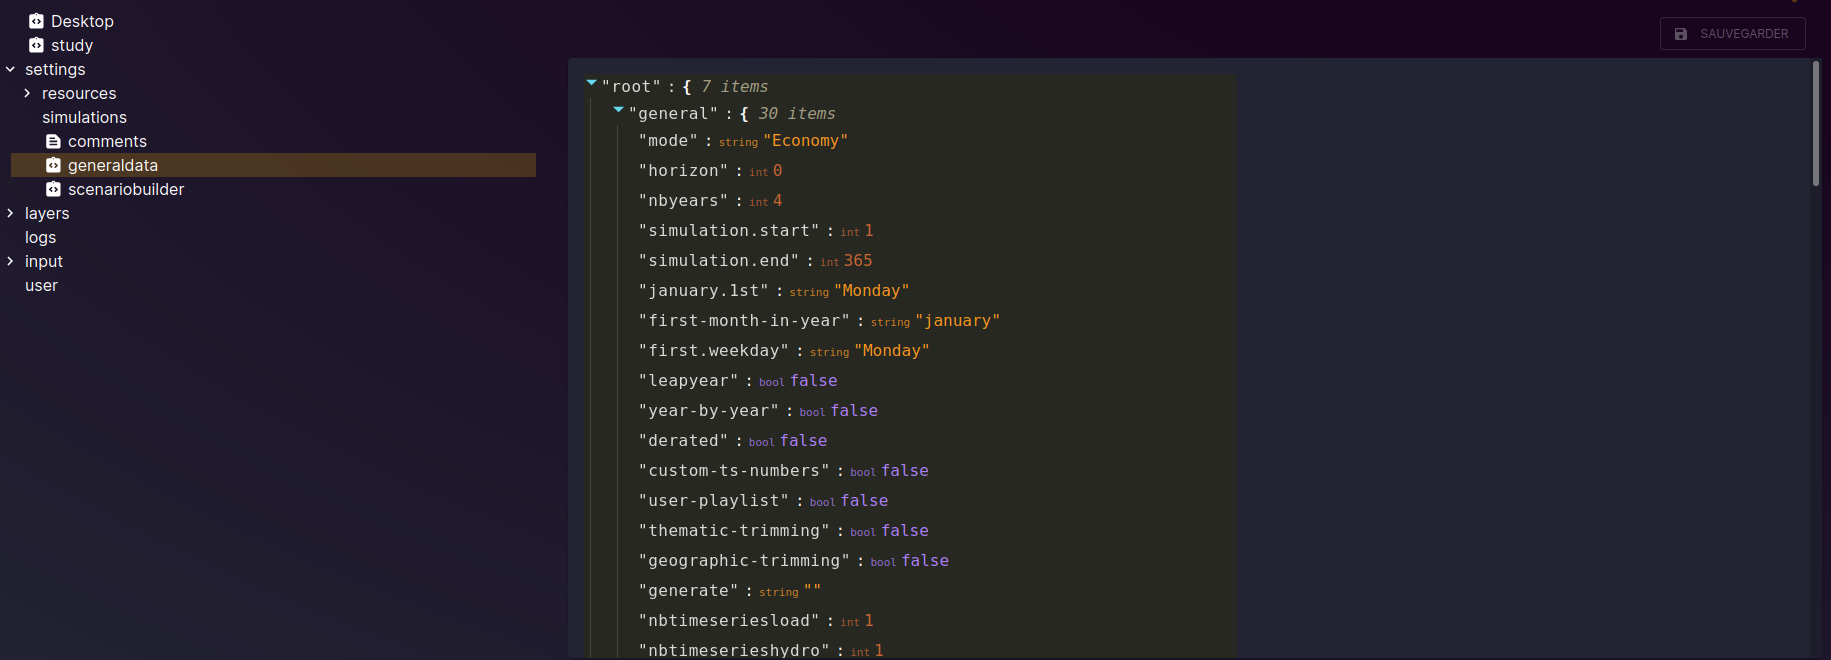 Desktop
study
settings
resources
simulations
comments
generaldata
scenariobuilder
layers
logs
input
user
SAUVEGARDER
"root" : { 7 items
"general" : { 30 items
"mode" : string "Economy"
"horizon" : int 0
"nbyears" : int 4
"simulation.start" : int 1
"simulation.end" : int 365
"january.1st" : string "Monday"
"first-month-in-year" : string "january"
"first.weekday" : string "Monday"
"leapyear" : bool false
"year-by-year" : bool false
"derated" : bool false
"custom-ts-numbers" : bool false
"user-playlist" : bool false
"thematic-trimming" : bool false
"geographic-trimming" : bool false
"generate" : string ""
"nbtimeseriesload" : int 1
"nbtimeserieshydro" : int 1